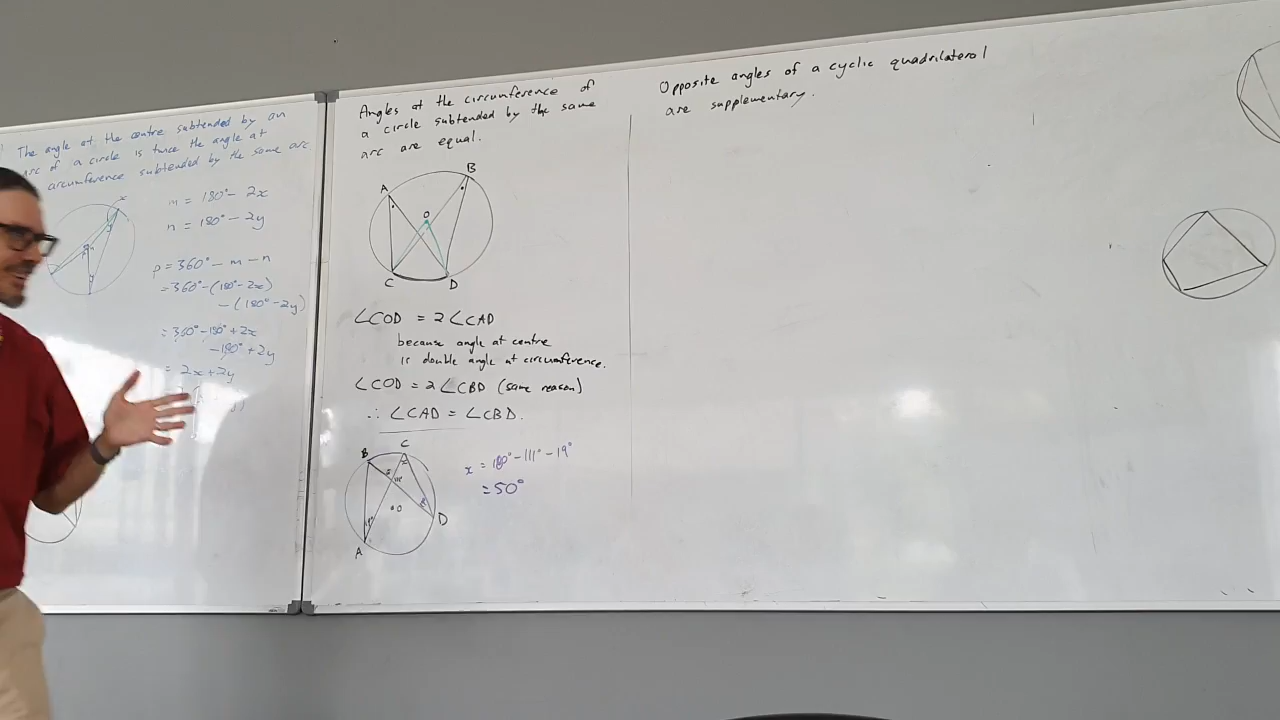 The angle at the centre subtended by an
arc of a circle is twice the angle at
circumference subtended by the same arc
m = 180° - 2x
n = 180° - 2y
p = 360° - m - n
= 360° - (180° - 2x)
- (180° - 2y)
= 360° - 180° + 2x
- 180° + 2y
= 2x + 2y
Angles at the circumference of
a circle subtended by the same
arc are equal.
A
B
O
C
D
∠COD = 2∠CAD
because angle at centre
is double angle at circumference.
∠COD = 2∠CBD (same reason)
∴ ∠CAD = ∠CBD.
B
C
A
D
O
x = 180° - 111° - 19°
= 50°
Opposite angles of a cyclic quadrilateral
are supplementary.